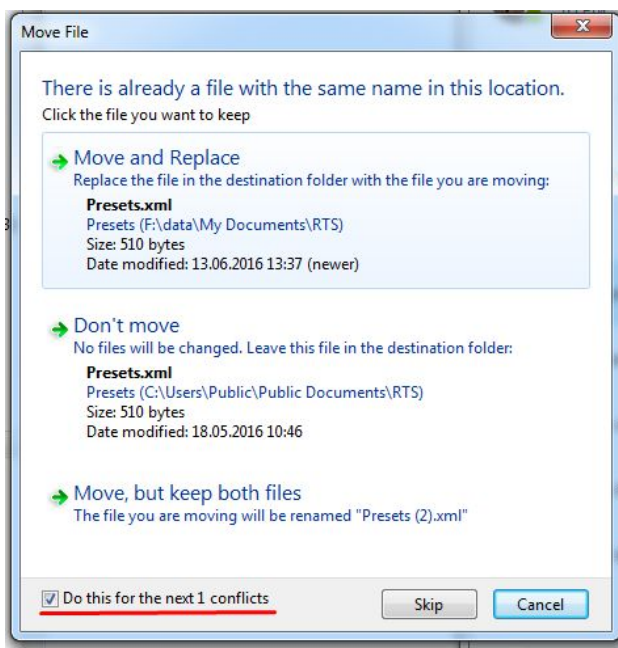 Move File
There is already a file with the same name in this location.
Click the file you want to keep
Move and Replace
Replace the file in the destination folder with the file you are moving:
Presets.xml
Presets (F:\data\My Documents\RTS)
Size: 510 bytes
Date modified: 13.06.2016 13:37 (newer)
Don't move
No files will be changed. Leave this file in the destination folder:
Presets.xml
Presets (C:\Users\Public\Public Documents\RTS)
Size: 510 bytes
Date modified: 18.05.2016 10:46
Move, but keep both files
The file you are moving will be renamed "Presets (2).xml"
Do this for the next 1 conflicts
Skip
Cancel